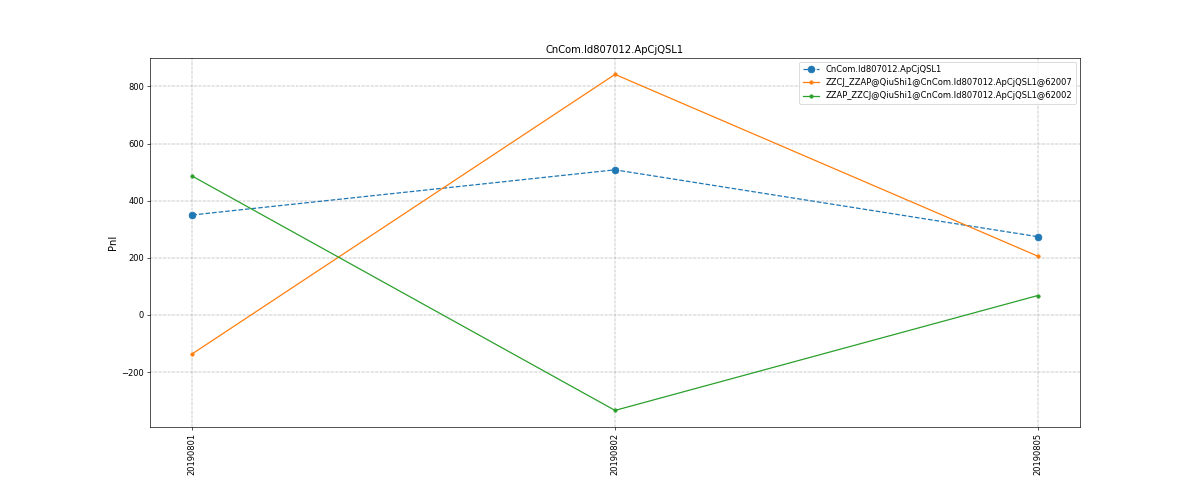 CnCom.Id807012.ApCjQSL1
CnCom.Id807012.ApCjQSL1
ZZCJ_ZZAP@QiuShi1@CnCom.Id807012.ApCjQSL1@62007
ZZAP_ZZCJ@QiuShi1@CnCom.Id807012.ApCjQSL1@62002
800
600
400
200
0
−200
Pnl
20190801
20190802
20190805